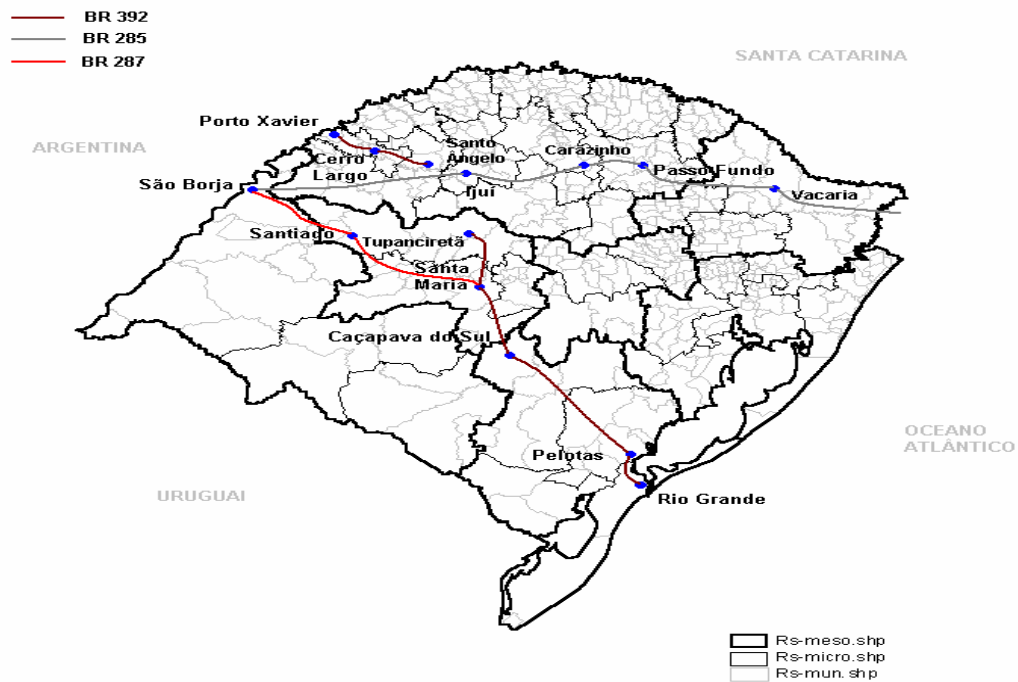 BR 392
BR 285
BR 287
SANTA CATARINA
ARGENTINA
Porto Xavier
Cerro
Largo
Santo
Ângelo
Carazinho
Passo Fundo
São Borja
Ijuí
Vacaria
Santiago
Tupanciretã
Santa
Maria
Caçapava do Sul
OCEANO
ATLÂNTICO
Pelotas
URUGUAI
Rio Grande
Rs-meso.shp
Rs-micro.shp
Rs-mun.shp